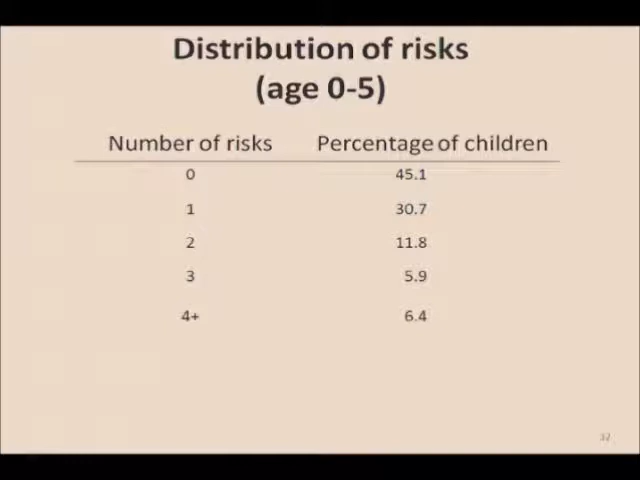 Distribution of risks
(age 0-5)
Number of risks Percentage of children
0 45.1
1 30.7
2 11.8
3 5.9
4+ 6.4
32